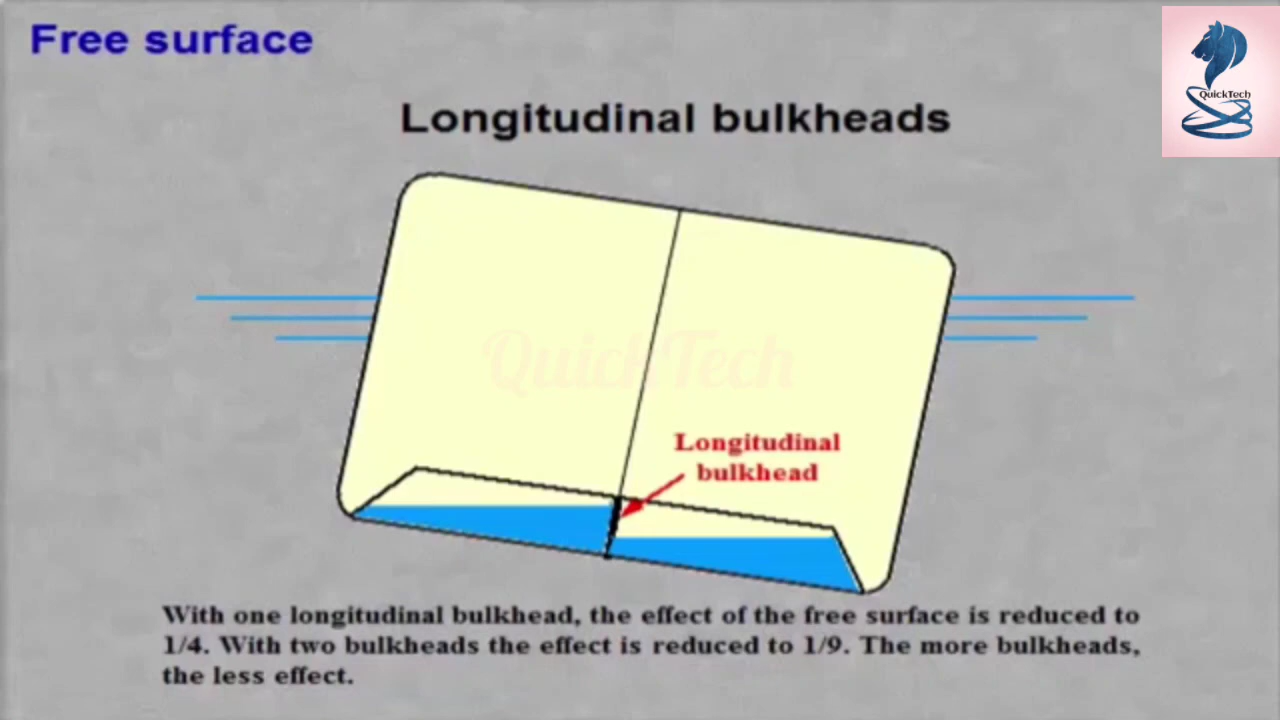 Free surface
QuickTech
Longitudinal bulkheads
QuickTech
Longitudinal
bulkhead
With one longitudinal bulkhead, the effect of the free surface is reduced to
1/4. With two bulkheads the effect is reduced to 1/9. The more bulkheads,
the less effect.